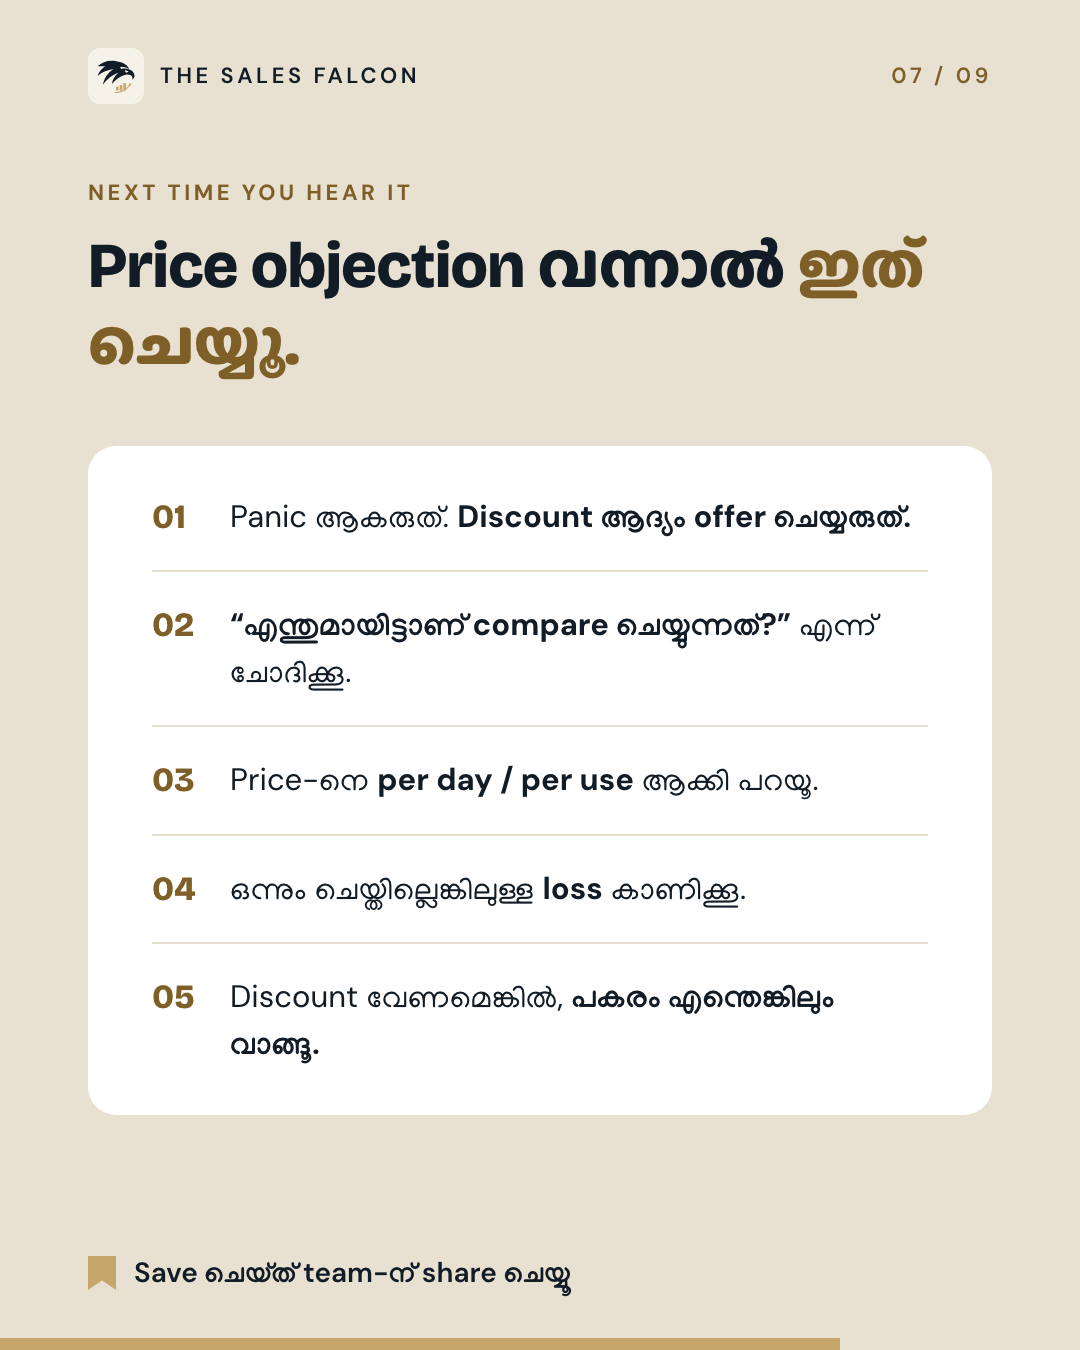 THE SALES FALCON
07 / 09
NEXT TIME YOU HEAR IT
Price objection വന്നാൽ ഇത്
ചെയ്യൂ.
01 Panic ആകരുത്. Discount ആദ്യം offer ചെയ്യരുത്.
02 “എന്തുമായിട്ടാണ് compare ചെയ്യുന്നത്?” എന്ന്
ചോദിക്കൂ.
03 Price-നെ per day / per use ആക്കി പറയൂ.
04 ഒന്നും ചെയ്തില്ലെങ്കിലുള്ള loss കാണിക്കൂ.
05 Discount വേണമെങ്കിൽ, പകരം എന്തെങ്കിലും
വാങ്ങൂ.
Save ചെയ്ത് team-ന് share ചെയ്യൂ